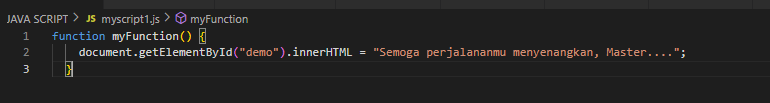 JAVA SCRIPT > JS myscript1.js > myFunction
1 function myFunction() {
2 document.getElementById("demo").innerHTML = "Semoga perjalananmu menyenangkan, Master....";
3 }